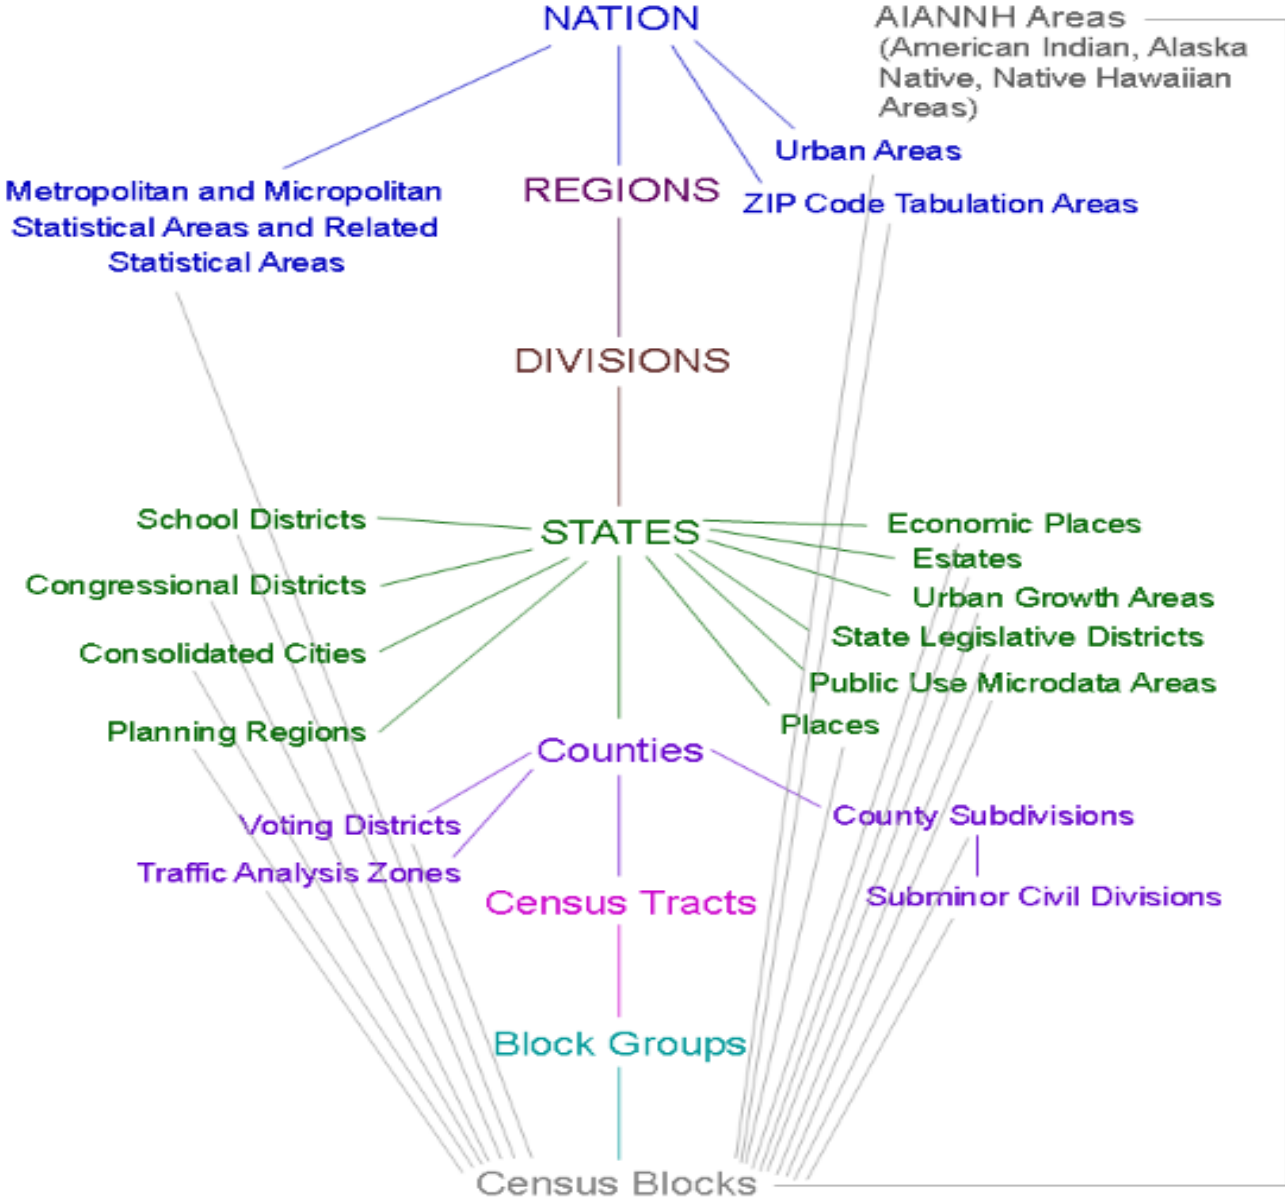 NATION
AIANNH Areas
(American Indian, Alaska
Native, Native Hawaiian
Areas)
Urban Areas
Metropolitan and Micropolitan
Statistical Areas and Related
Statistical Areas
REGIONS
ZIP Code Tabulation Areas
DIVISIONS
School Districts
STATES
Economic Places
Estates
Congressional Districts
Urban Growth Areas
State Legislative Districts
Consolidated Cities
Public Use Microdata Areas
Planning Regions
Places
Counties
Voting Districts
County Subdivisions
Traffic Analysis Zones
Census Tracts
Subminor Civil Divisions
Block Groups
Census Blocks